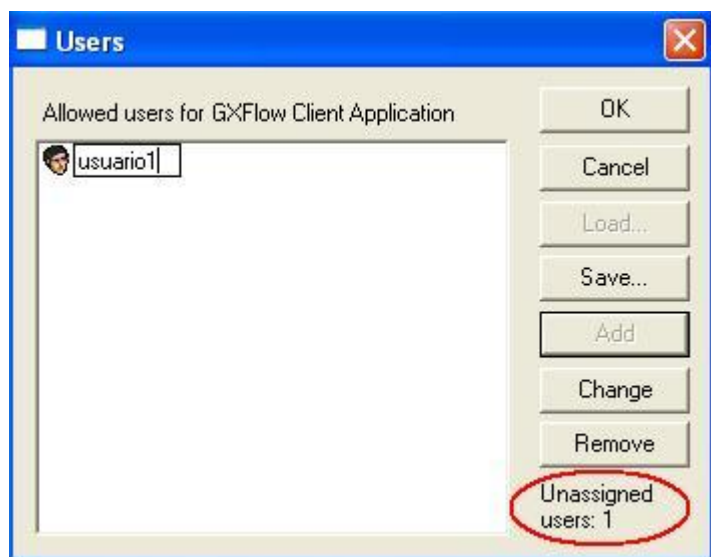 Users
Allowed users for GXFlow Client Application
usuario1
OK
Cancel
Load...
Save...
Add
Change
Remove
Unassigned
users: 1